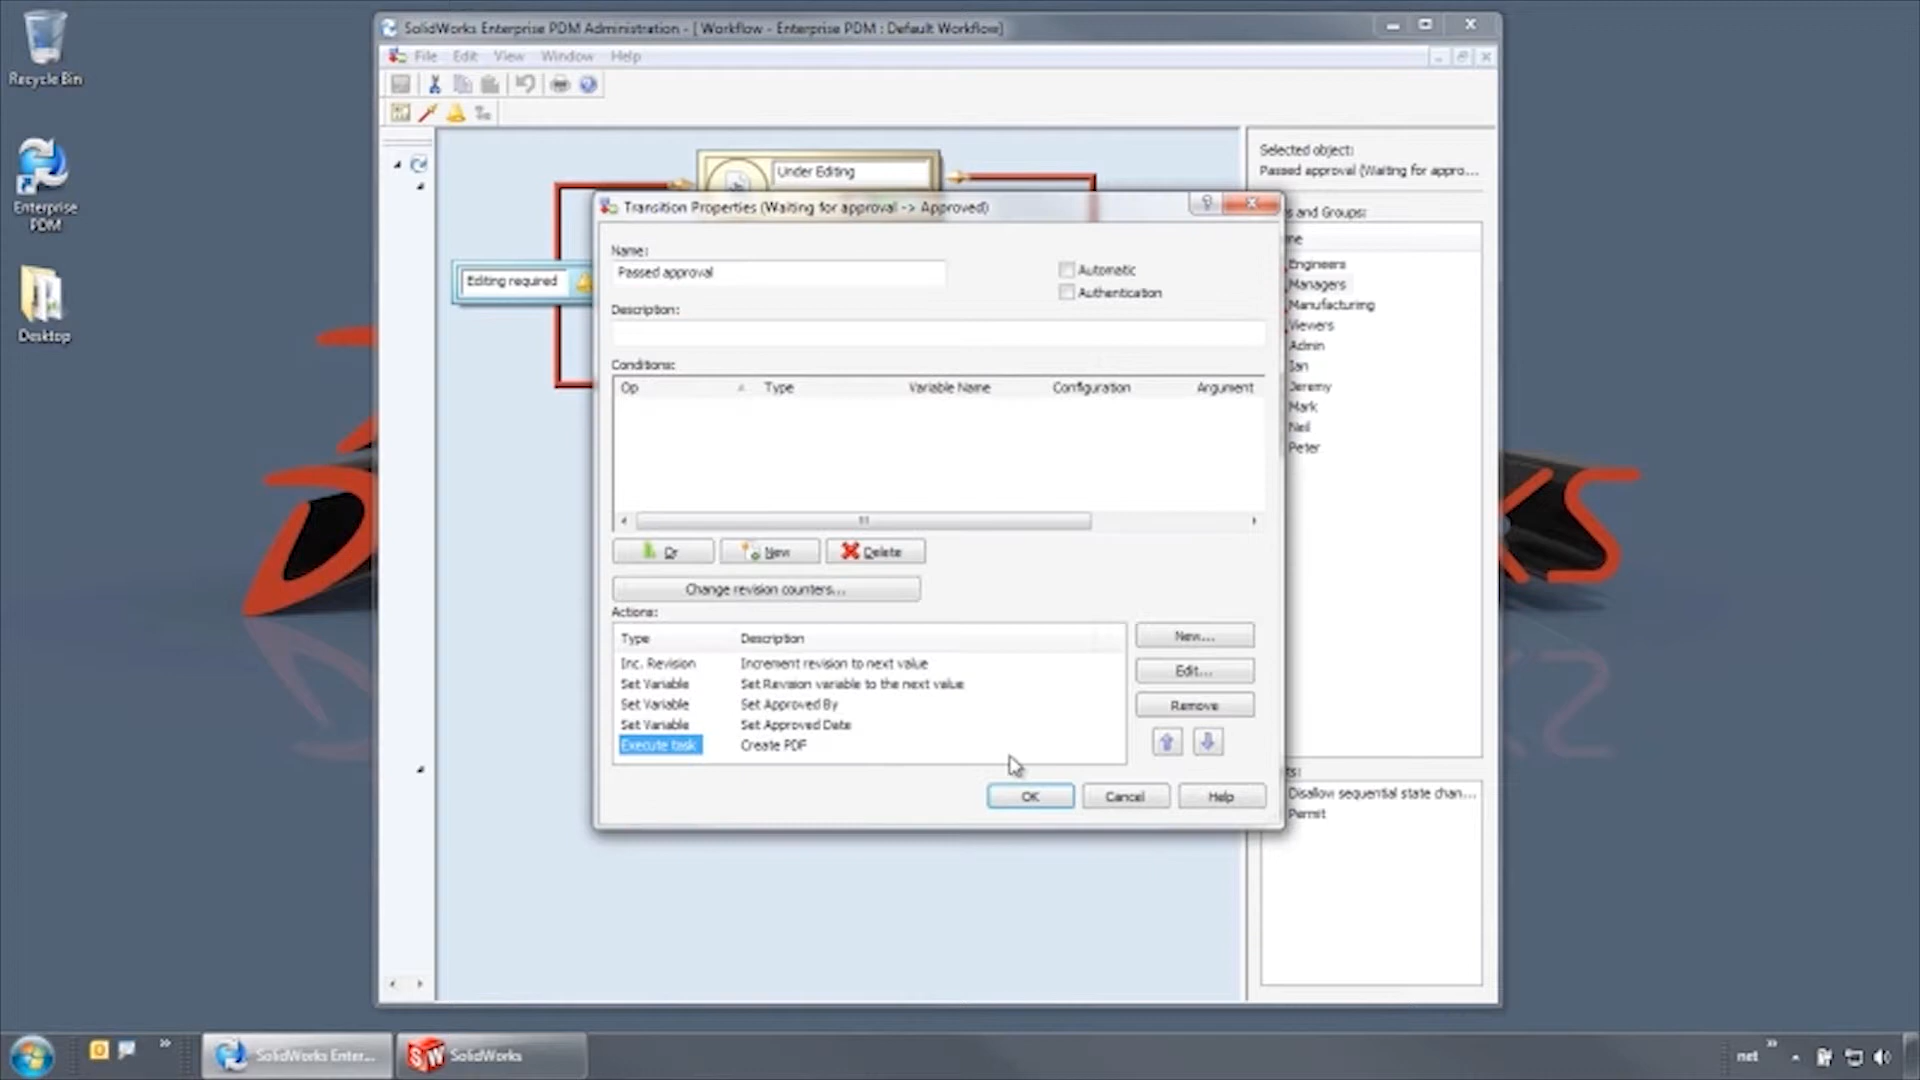 Recycle Bin
Enterprise
PDM
Desktop
SolidWorks Enterprise PDM Administration - [ Workflow - Enterprise PDM : Default Workflow]
File Edit View Window Help
Under Editing
Editing required
Selected object:
Passed approval (Waiting for appro...
s and Groups:
me
Engineers
Managers
Manufacturing
Viewers
Admin
Ian
Jeremy
Mark
Neil
Peter
Disallow sequential state chan...
Permit
Transition Properties (Waiting for approval -> Approved)
Name:
Passed approval
Automatic
Authentication
Description:
Conditions:
Op Type Variable Name Configuration Argument
Or New Delete
Change revision counters...
Actions:
Type Description
Inc. Revision Increment revision to next value
Set Variable Set Revision variable to the next value
Set Variable Set Approved By
Set Variable Set Approved Date
Execute task Create PDF
New...
Edit...
Remove
OK Cancel Help
SolidWorks Enter...
SW SolidWorks
net